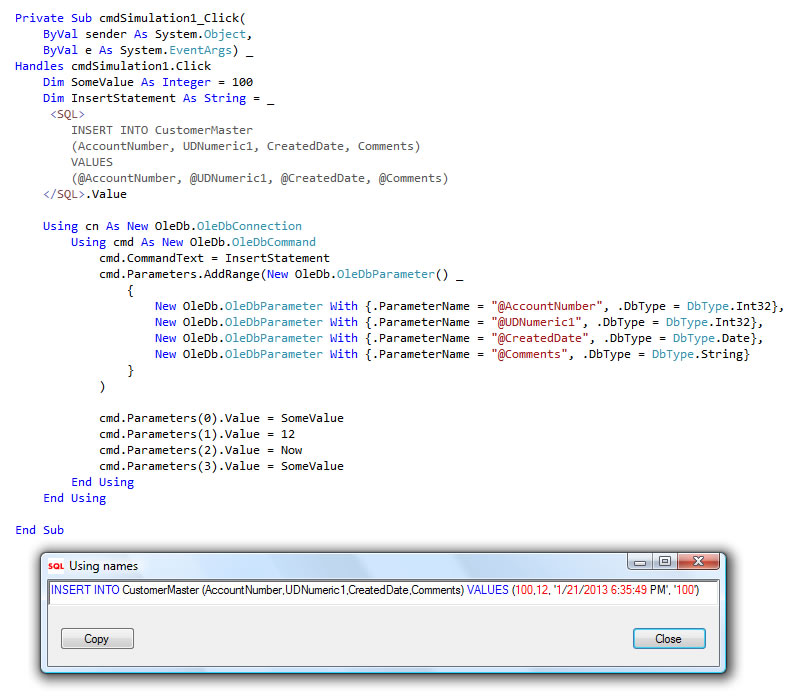 Private Sub cmdSimulation1_Click(
    ByVal sender As System.Object,
    ByVal e As System.EventArgs) _
Handles cmdSimulation1.Click
    Dim SomeValue As Integer = 100
    Dim InsertStatement As String = _
     <SQL>
        INSERT INTO CustomerMaster
        (AccountNumber, UDNumeric1, CreatedDate, Comments)
        VALUES
        (@AccountNumber, @UDNumeric1, @CreatedDate, @Comments)
    </SQL>.Value
    Using cn As New OleDb.OleDbConnection
        Using cmd As New OleDb.OleDbCommand
            cmd.CommandText = InsertStatement
            cmd.Parameters.AddRange(New OleDb.OleDbParameter() _
                {
                    New OleDb.OleDbParameter With {.ParameterName = "@AccountNumber", .DbType = DbType.Int32},
                    New OleDb.OleDbParameter With {.ParameterName = "@UDNumeric1", .DbType = DbType.Int32},
                    New OleDb.OleDbParameter With {.ParameterName = "@CreatedDate", .DbType = DbType.Date},
                    New OleDb.OleDbParameter With {.ParameterName = "@Comments", .DbType = DbType.String}
                }
            )
            cmd.Parameters(0).Value = SomeValue
            cmd.Parameters(1).Value = 12
            cmd.Parameters(2).Value = Now
            cmd.Parameters(3).Value = SomeValue
        End Using
    End Using
End Sub
SQL Using names
INSERT INTO CustomerMaster (AccountNumber,UDNumeric1,CreatedDate,Comments) VALUES (100,12, '1/21/2013 6:35:49 PM', '100')
Copy Close